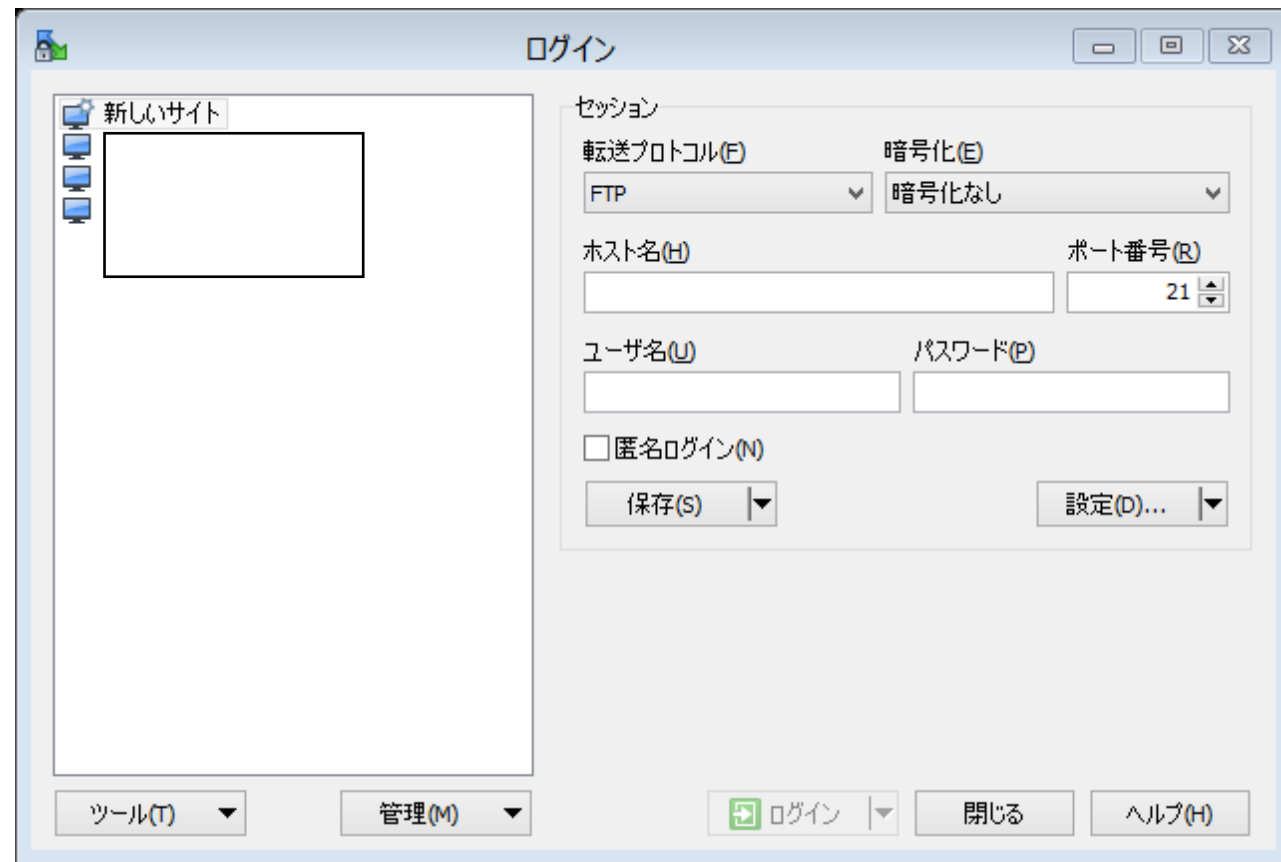 ログイン
新しいサイト
セッション
転送プロトコル(F) 暗号化(E)
FTP 暗号化なし
ホスト名(H) ポート番号(R)
21
ユーザ名(U) パスワード(P)
匿名ログイン(N)
保存(S) 設定(D)...
ツール(T) 管理(M) ログイン 閉じる ヘルプ(H)